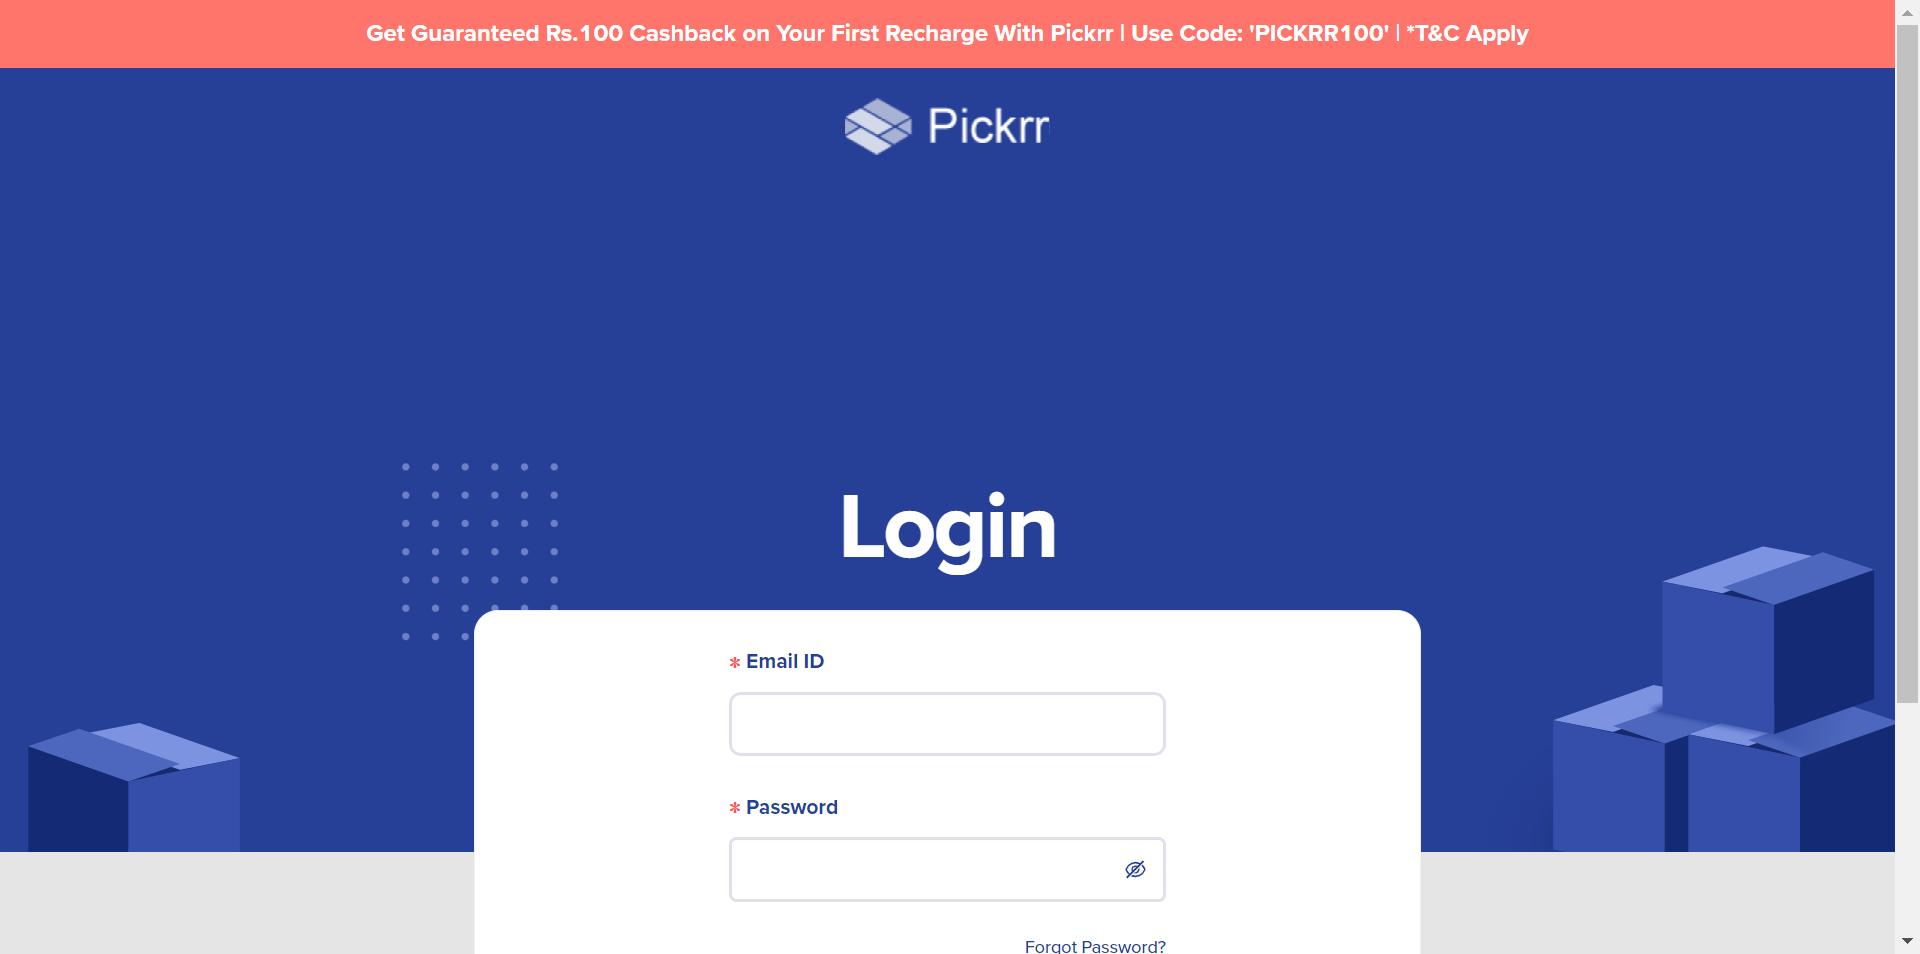 Get Guaranteed Rs.100 Cashback on Your First Recharge With Pickrr | Use Code: 'PICKRR100' | *T&C Apply
Pickrr
Login
* Email ID
* Password
Forgot Password?